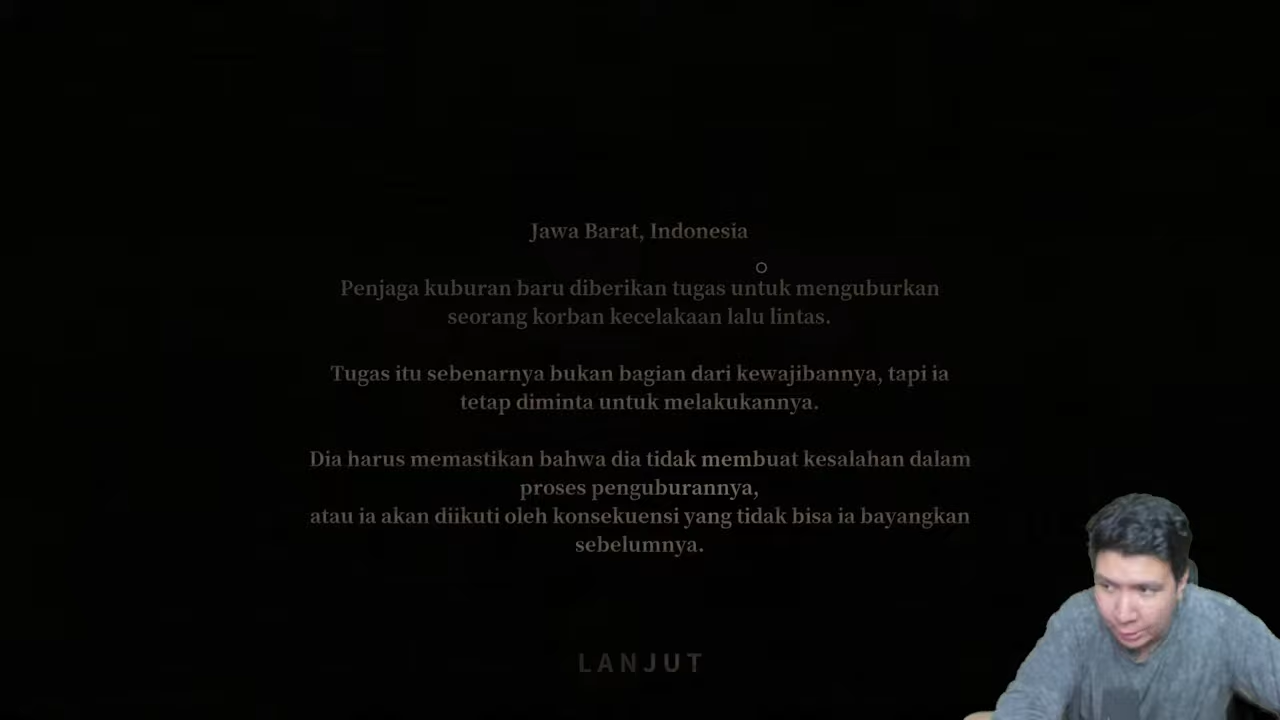 Jawa Barat, Indonesia
Penjaga kuburan baru diberikan tugas untuk menguburkan
seorang korban kecelakaan lalu lintas.
Tugas itu sebenarnya bukan bagian dari kewajibannya, tapi ia
tetap diminta untuk melakukannya.
Dia harus memastikan bahwa dia tidak membuat kesalahan dalam
proses penguburannya,
atau ia akan diikuti oleh konsekuensi yang tidak bisa ia bayangkan
sebelumnya.
LANJUT